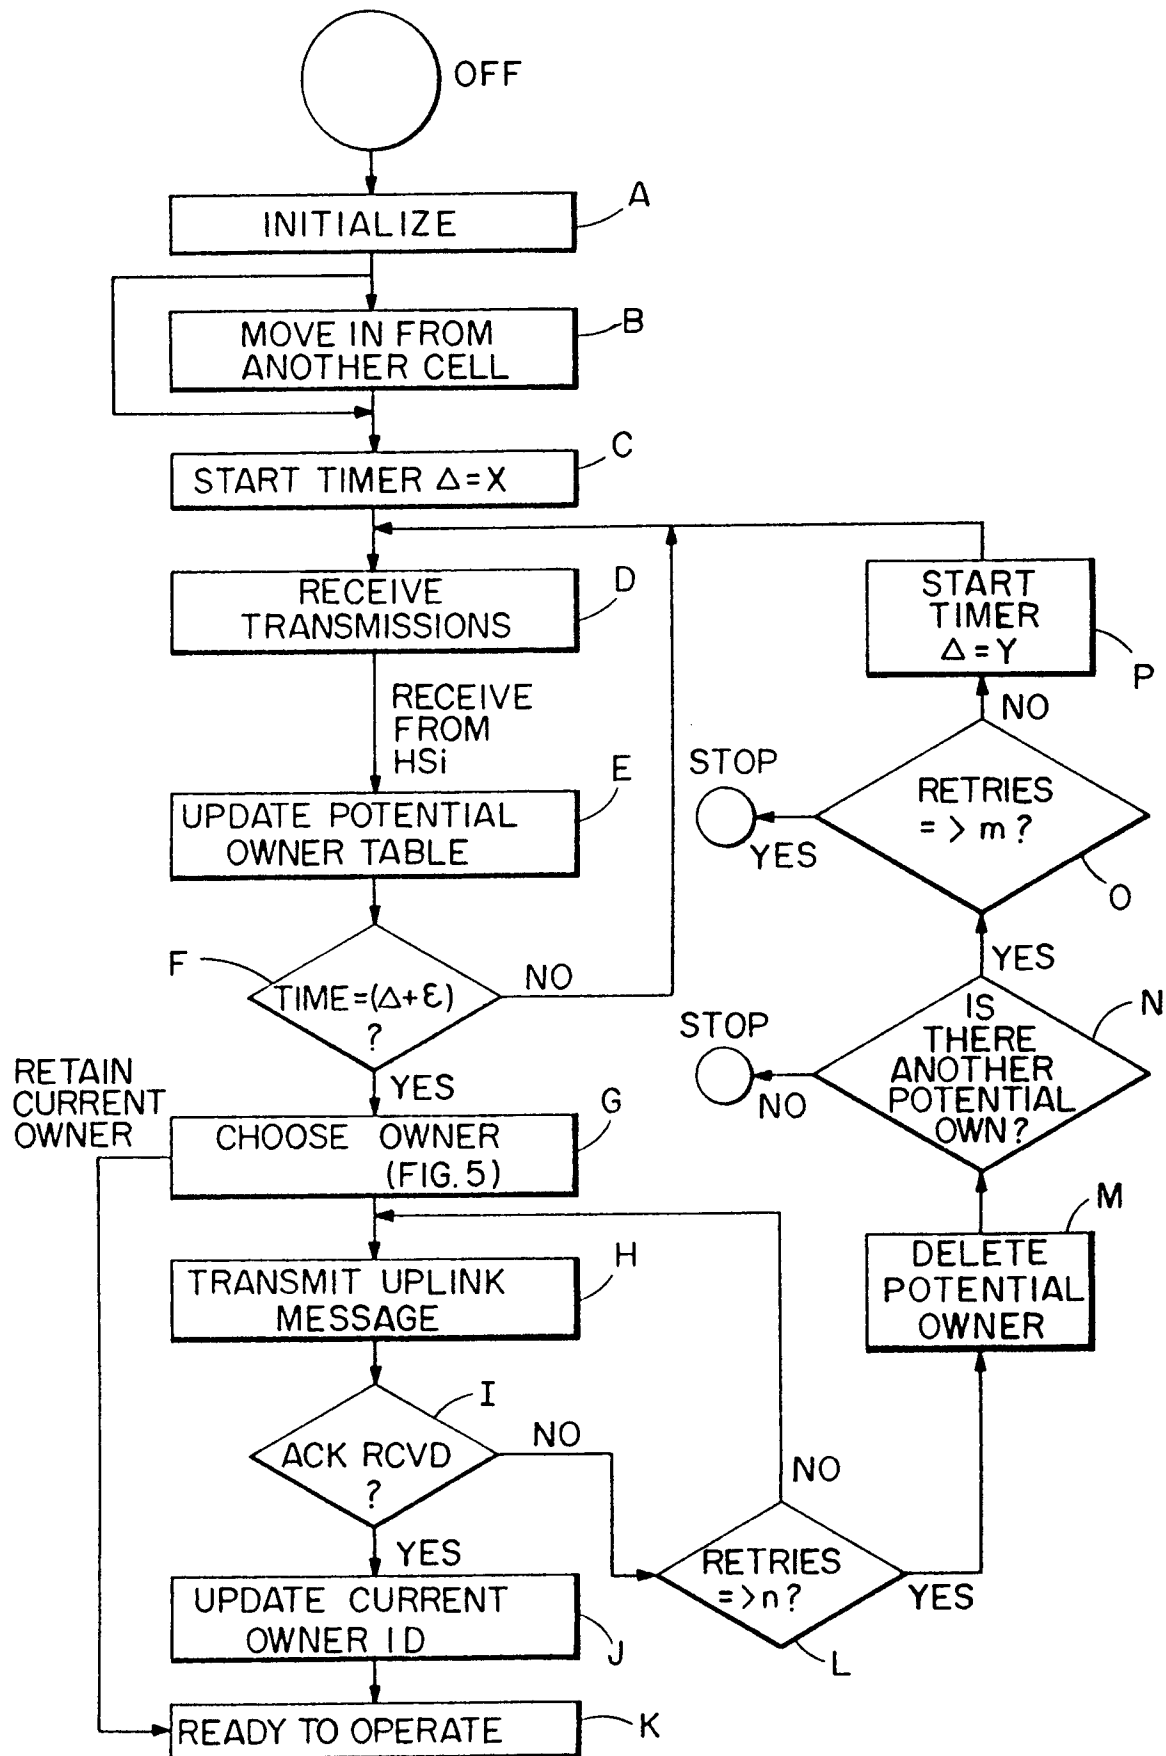 OFF
INITIALIZE
A
MOVE IN FROM
ANOTHER CELL
B
START TIMER Δ=X
C
RECEIVE
TRANSMISSIONS
D
RECEIVE
FROM
HSi
UPDATE POTENTIAL
OWNER TABLE
E
F
TIME=(Δ+ε)
?
NO
YES
RETAIN
CURRENT
OWNER
CHOOSE OWNER
(FIG. 5)
G
TRANSMIT UPLINK
MESSAGE
H
ACK RCVD
?
I
NO
YES
UPDATE CURRENT
OWNER ID
J
READY TO OPERATE
K
RETRIES
=>n?
L
NO
YES
DELETE
POTENTIAL
OWNER
M
IS
THERE
ANOTHER
POTENTIAL
OWN?
N
STOP
NO
YES
RETRIES
=> m?
O
STOP
YES
NO
START
TIMER
Δ=Y
P